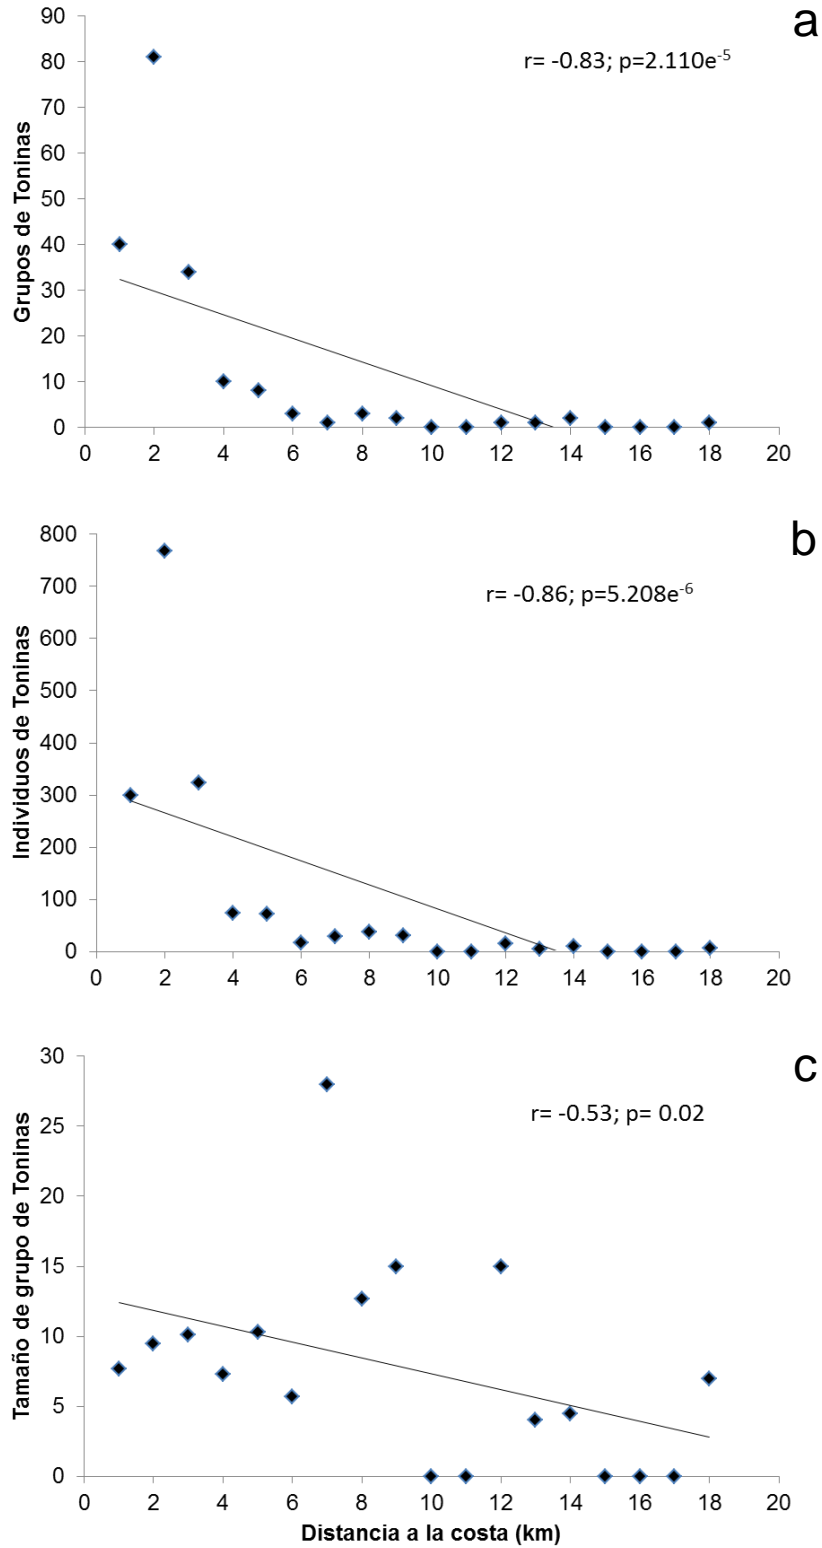 a
r= -0.83; p=2.110e-5
Grupos de Toninas
90
80
70
60
50
40
30
20
10
0
0 2 4 6 8 10 12 14 16 18 20
b
r= -0.86; p=5.208e-6
Individuos de Toninas
800
700
600
500
400
300
200
100
0
0 2 4 6 8 10 12 14 16 18 20
c
r= -0.53; p= 0.02
Tamaño de grupo de Toninas
30
25
20
15
10
5
0
0 2 4 6 8 10 12 14 16 18 20
Distancia a la costa (km)